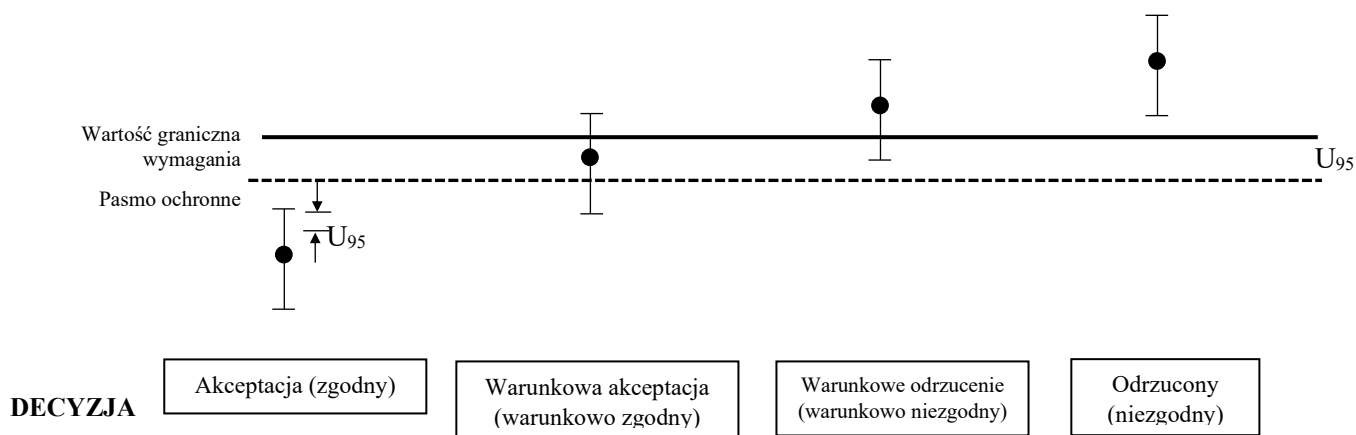 Wartość graniczna
wymagania
U95
Pasmo ochronne
U95
DECYZJA
Akceptacja (zgodny)
Warunkowa akceptacja
(warunkowo zgodny)
Warunkowe odrzucenie
(warunkowo niezgodny)
Odrzucony
(niezgodny)